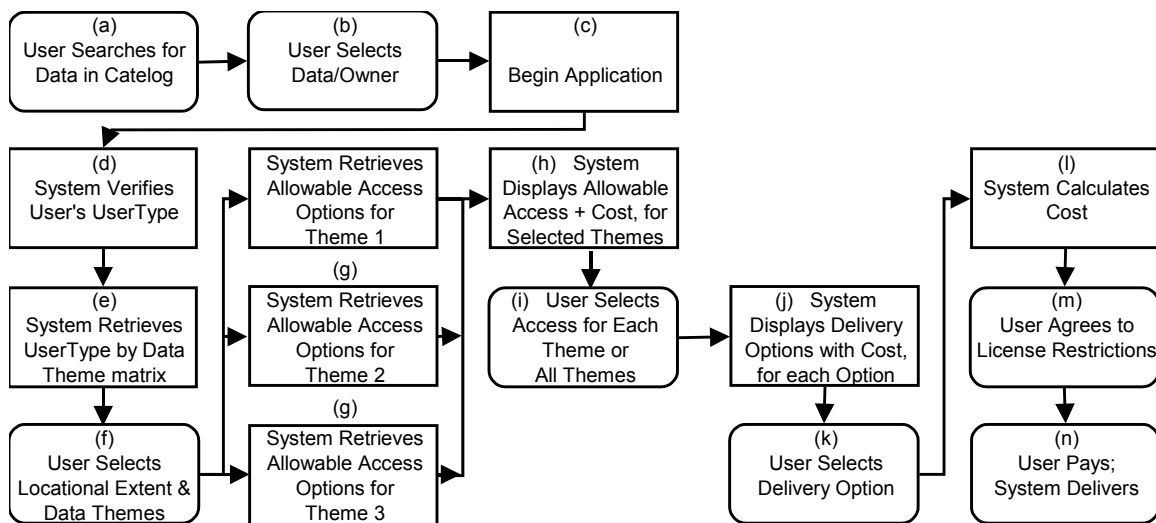 (a)
User Searches for
Data in Catelog
(b)
User Selects
Data/Owner
(c)
Begin Application
(d)
System Verifies
User's UserType
(e)
System Retrieves
UserType by Data
Theme matrix
(f)
User Selects
Locational Extent &
Data Themes
System Retrieves
Allowable Access
Options for
Theme 1
(g)
System Retrieves
Allowable Access
Options for
Theme 2
(g)
System Retrieves
Allowable Access
Options for
Theme 3
(h) System
Displays Allowable
Access + Cost, for
Selected Themes
(i) User Selects
Access for Each
Theme or
All Themes
(j) System
Displays Delivery
Options with Cost,
for each Option
(k)
User Selects
Delivery Option
(l)
System Calculates
Cost
(m)
User Agrees to
License Restrictions
(n)
User Pays;
System Delivers